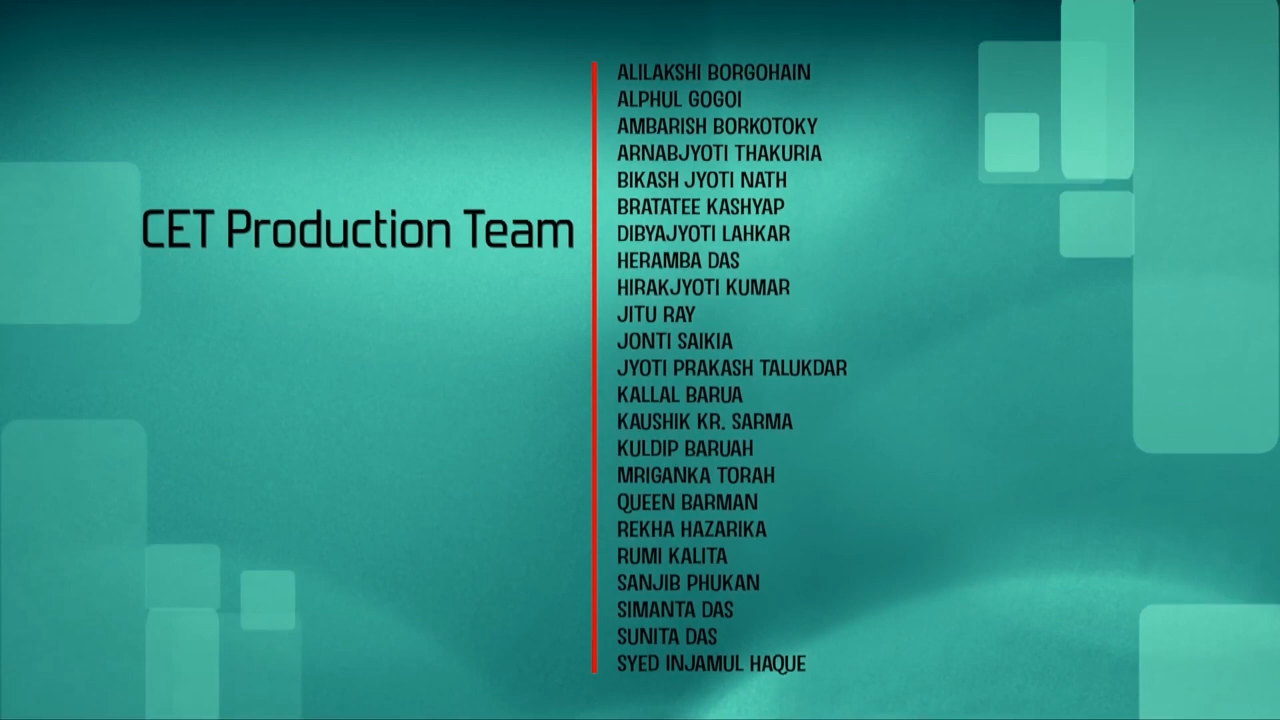 CET Production Team
ALILAKSHI BORGOHAIN
ALPHUL GOGOI
AMBARISH BORKOTOKY
ARNABJYOTI THAKURIA
BIKASH JYOTI NATH
BRATATEE KASHYAP
DIBYAJYOTI LAHKAR
HERAMBA DAS
HIRAKJYOTI KUMAR
JITU RAY
JONTI SAIKIA
JYOTI PRAKASH TALUKDAR
KALLAL BARUA
KAUSHIK KR. SARMA
KULDIP BARUAH
MRIGANKA TORAH
QUEEN BARMAN
REKHA HAZARIKA
RUMI KALITA
SANJIB PHUKAN
SIMANTA DAS
SUNITA DAS
SYED INJAMUL HAQUE